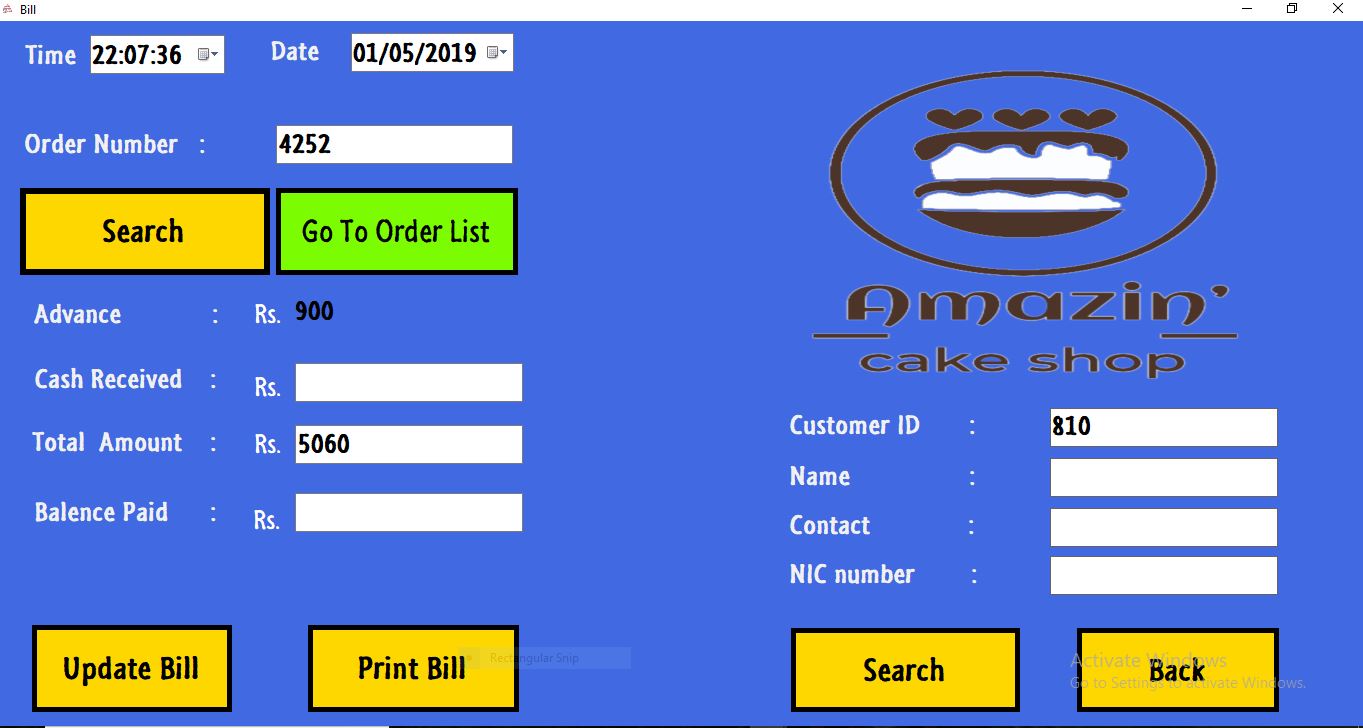 Bill
Time 22:07:36 Date 01/05/2019
Order Number : 4252
Search Go To Order List
Advance : Rs. 900
Cash Received : Rs.
Total Amount : Rs. 5060
Balence Paid : Rs.
Update Bill Print Bill
Rectangular Snip
Amazin'
cake shop
Customer ID : 810
Name :
Contact :
NIC number :
Search Back
Activate Windows
Go to Settings to activate Windows.